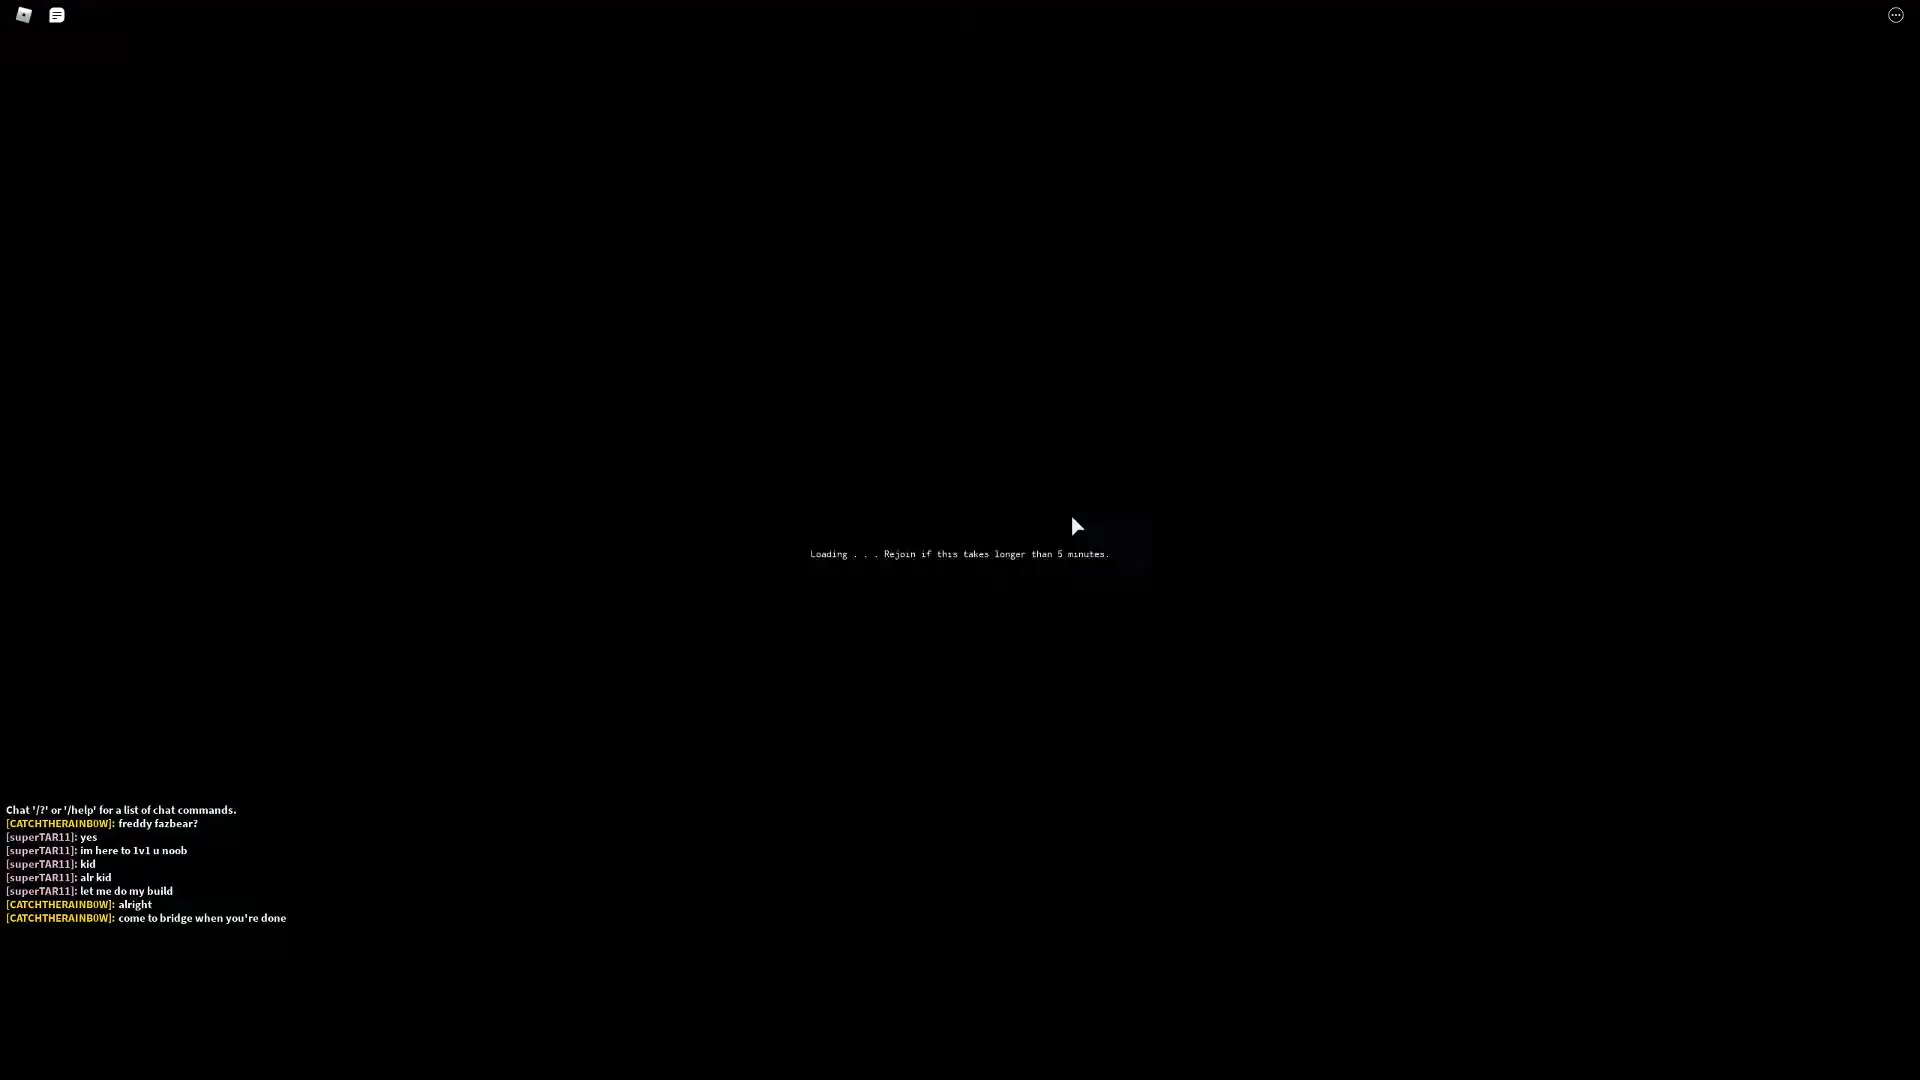 Loading . . . Rejoin if this takes longer than 5 minutes.
Chat '/?' or '/help' for a list of chat commands.
[CATCHTHERAINB0W]: freddy fazbear?
[superTAR11]: yes
[superTAR11]: im here to 1v1 u noob
[superTAR11]: kid
[superTAR11]: alr kid
[superTAR11]: let me do my build
[CATCHTHERAINB0W]: alright
[CATCHTHERAINB0W]: come to bridge when you're done